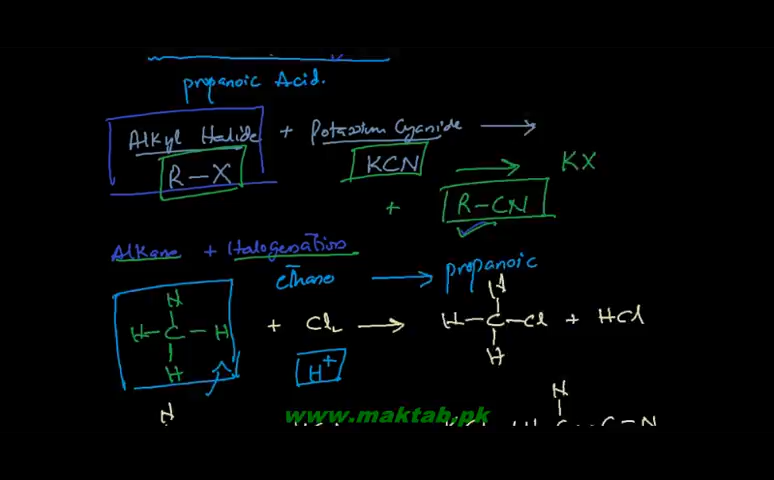 propanoic Acid.
Alkyl Halide + Potassium Cyanide →
R – X KCN → KX
+ R – CN
Alkane + Halogenation
ethane → propanoic
H H
H – C – H + Cl₂ → H – C – Cl + HCl
H H
H⁺
H H
www.maktab.pk